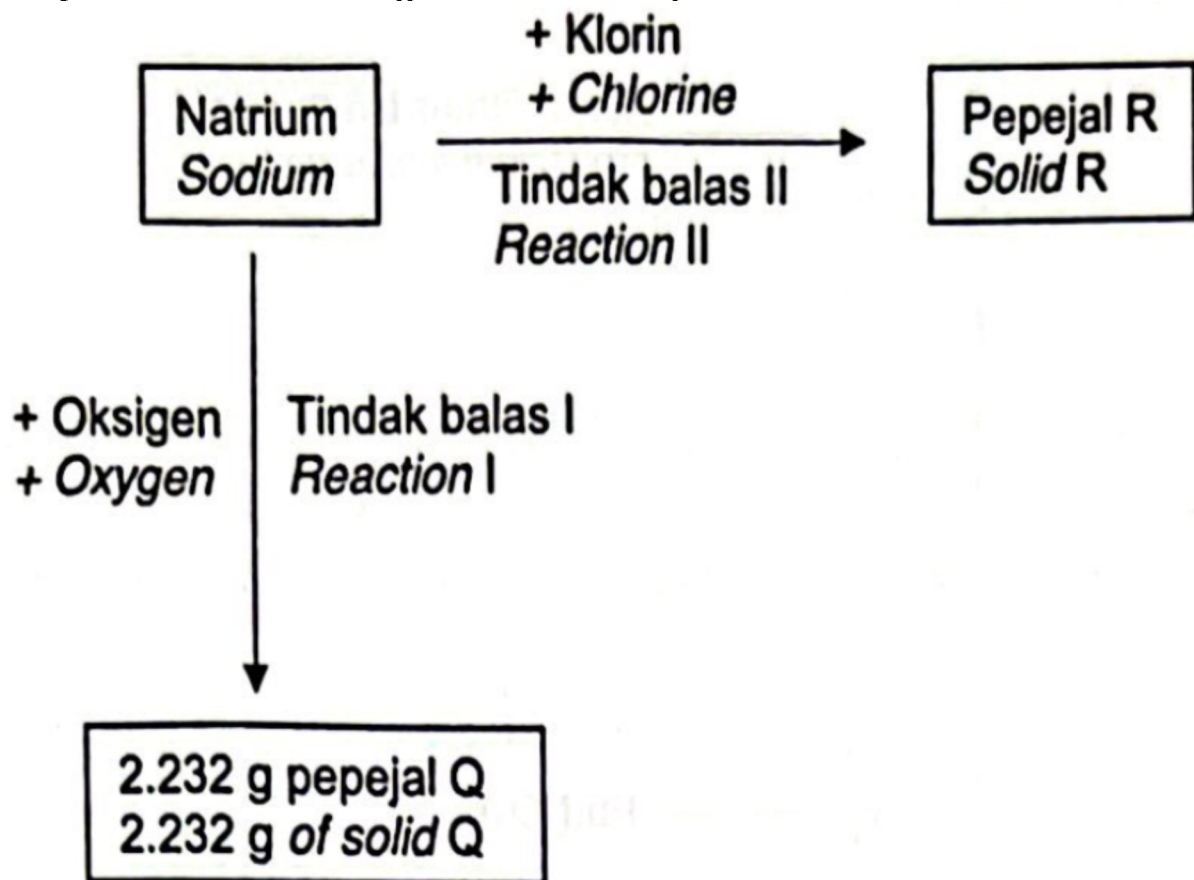 + Klorin
+ Chlorine
Natrium
Sodium
Tindak balas II
Reaction II
Pepejal R
Solid R
+ Oksigen
+ Oxygen
Tindak balas I
Reaction I
2.232 g pepejal Q
2.232 g of solid Q